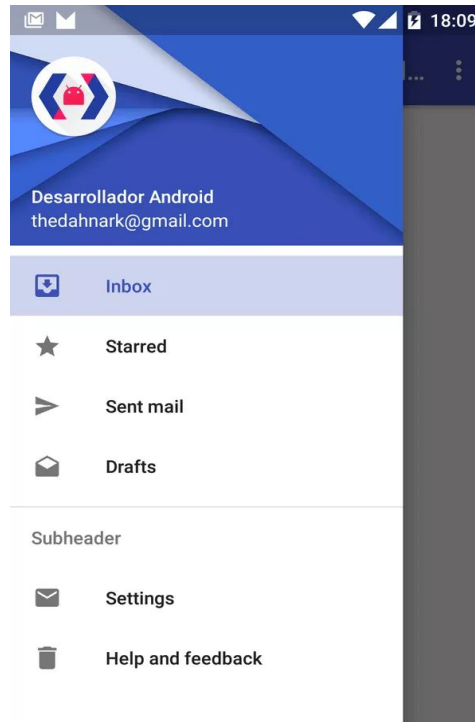 18:09
Desarrollador Android
thedahnark@gmail.com
Inbox
Starred
Sent mail
Drafts
Subheader
Settings
Help and feedback